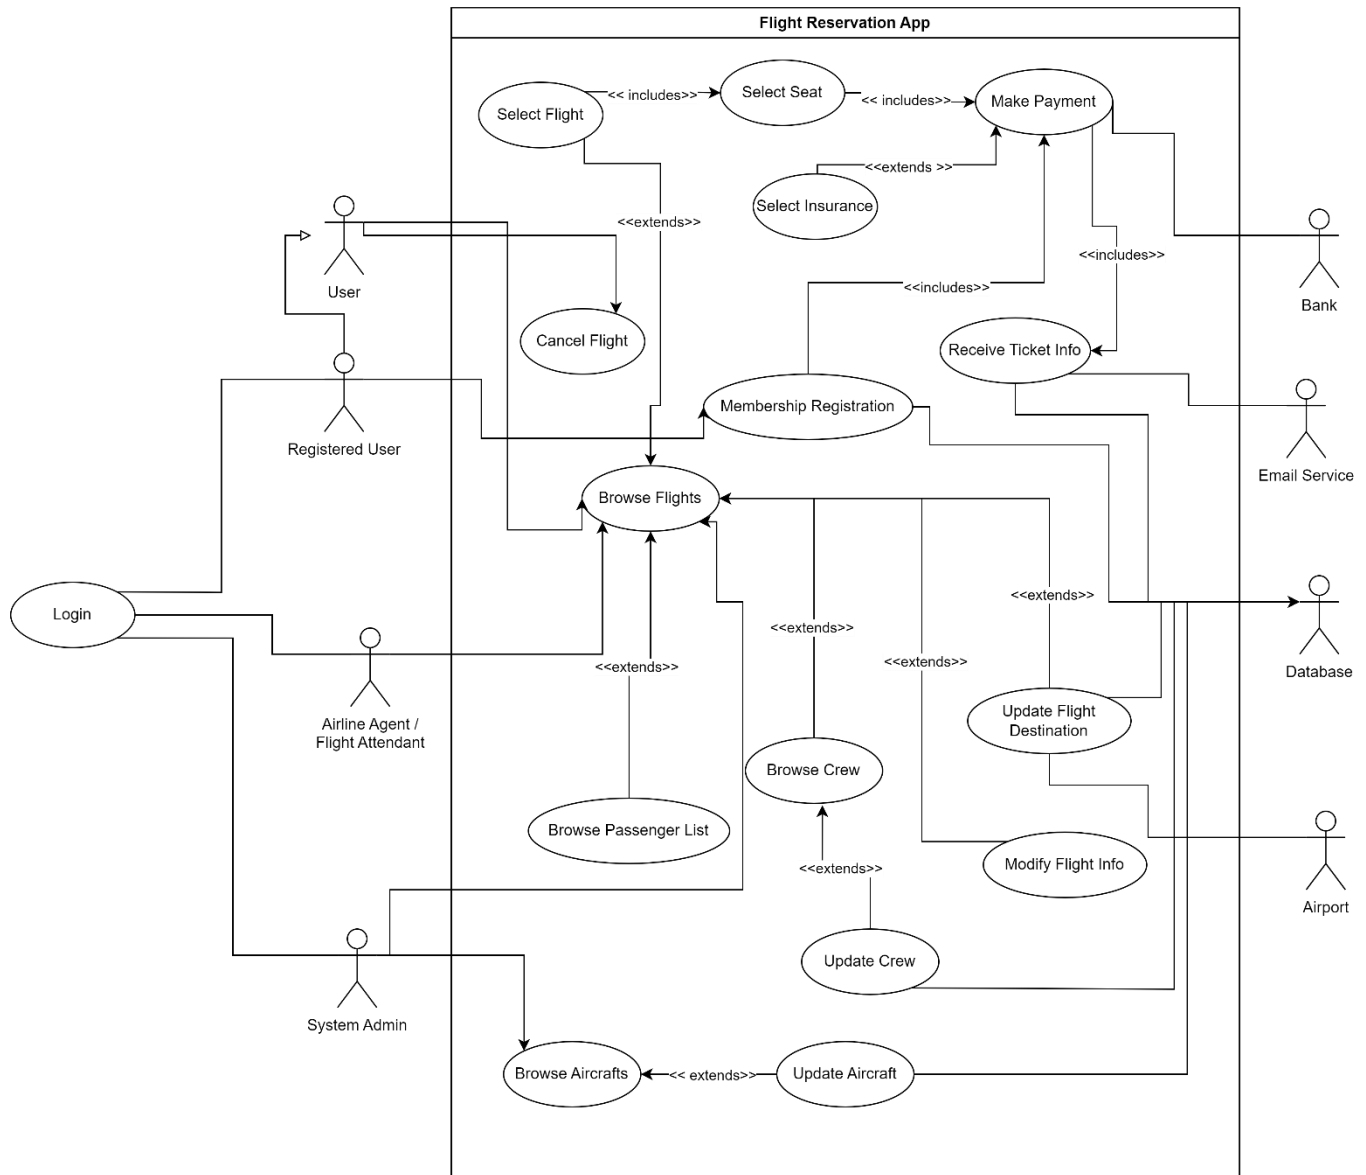 Flight Reservation App
Select Flight
<< includes>>
Select Seat
<< includes>>
Make Payment
<<extends >>
Select Insurance
<<extends>>
User
<<includes>>
Bank
<<includes>>
Cancel Flight
Receive Ticket Info
Registered User
Membership Registration
Email Service
Browse Flights
Login
<<extends>>
<<extends>>
<<extends>>
<<extends>>
Database
Airline Agent /
Flight Attendant
Update Flight
Destination
Browse Crew
Browse Passenger List
<<extends>>
Modify Flight Info
Airport
Update Crew
System Admin
Browse Aircrafts
<< extends>>
Update Aircraft